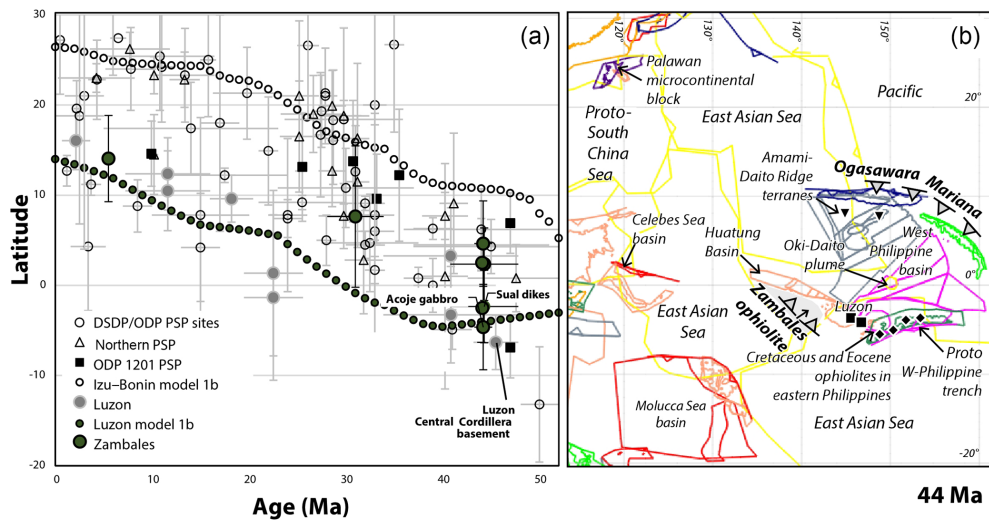 (a)
Latitude
30
20
10
0
-10
-20
Acoje gabbro
Sual dikes
Luzon
Central Cordillera
basement
DSDP/ODP PSP sites
Northern PSP
ODP 1201 PSP
Izu–Bonin model 1b
Luzon
Luzon model 1b
Zambales
0
10
20
30
40
50
Age (Ma)
(b)
120°
130°
140°
150°
20°
0°
-20°
Palawan
microcontinental
block
Pacific
Proto-
South
China
Sea
East Asian Sea
Amami-
Daito Ridge
terranes
Ogasawara
Mariana
Celebes Sea
basin
Huatung
Basin
Oki-Daito
plume
West
Philippine
basin
Zambales
ophiolite
Luzon
East Asian
Sea
Cretaceous and Eocene
ophiolites in
eastern Philippines
Proto
W-Philippine
trench
Molucca Sea
basin
East Asian Sea
44 Ma